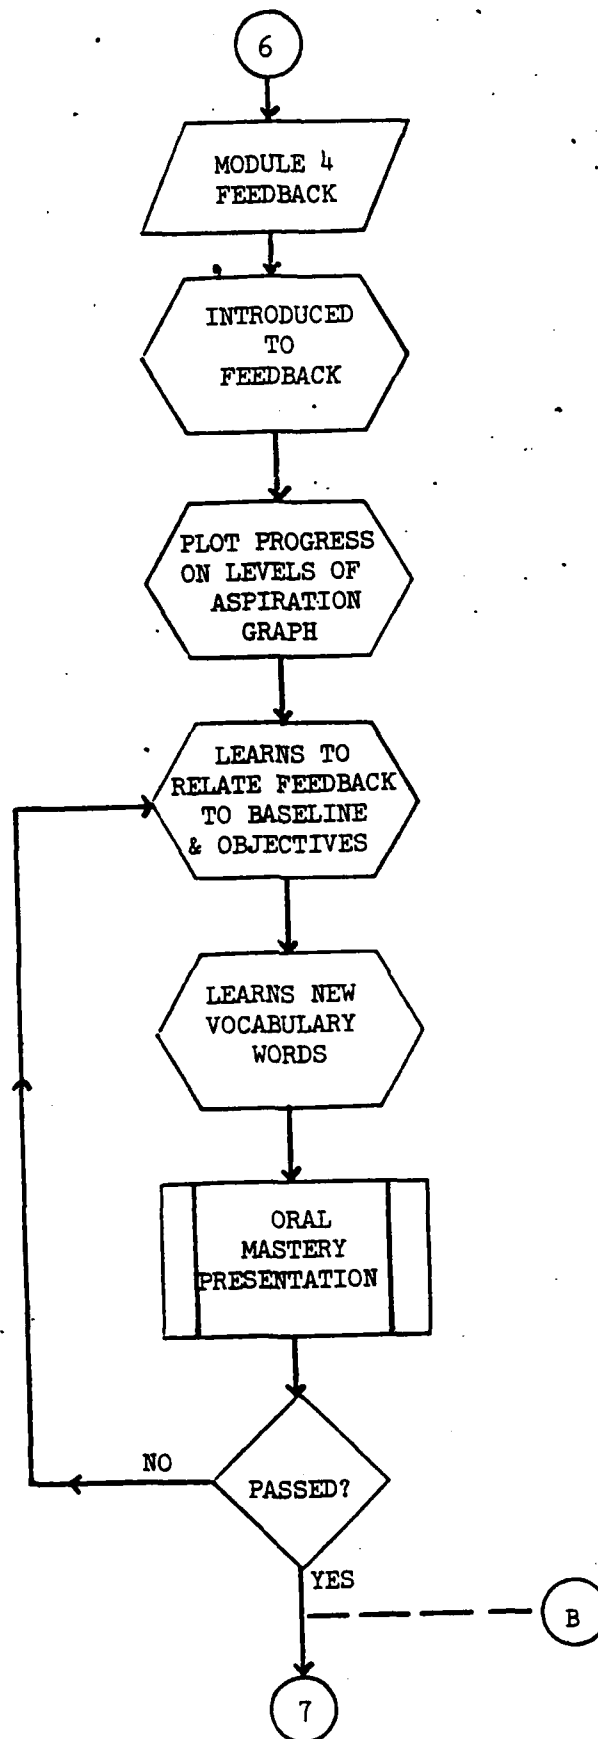 6
MODULE 4
FEEDBACK
INTRODUCED
TO
FEEDBACK
PLOT PROGRESS
ON LEVELS OF
ASPIRATION
GRAPH
LEARNS TO
RELATE FEEDBACK
TO BASELINE
& OBJECTIVES
LEARNS NEW
VOCABULARY
WORDS
ORAL
MASTERY
PRESENTATION
NO
PASSED?
YES
B
7